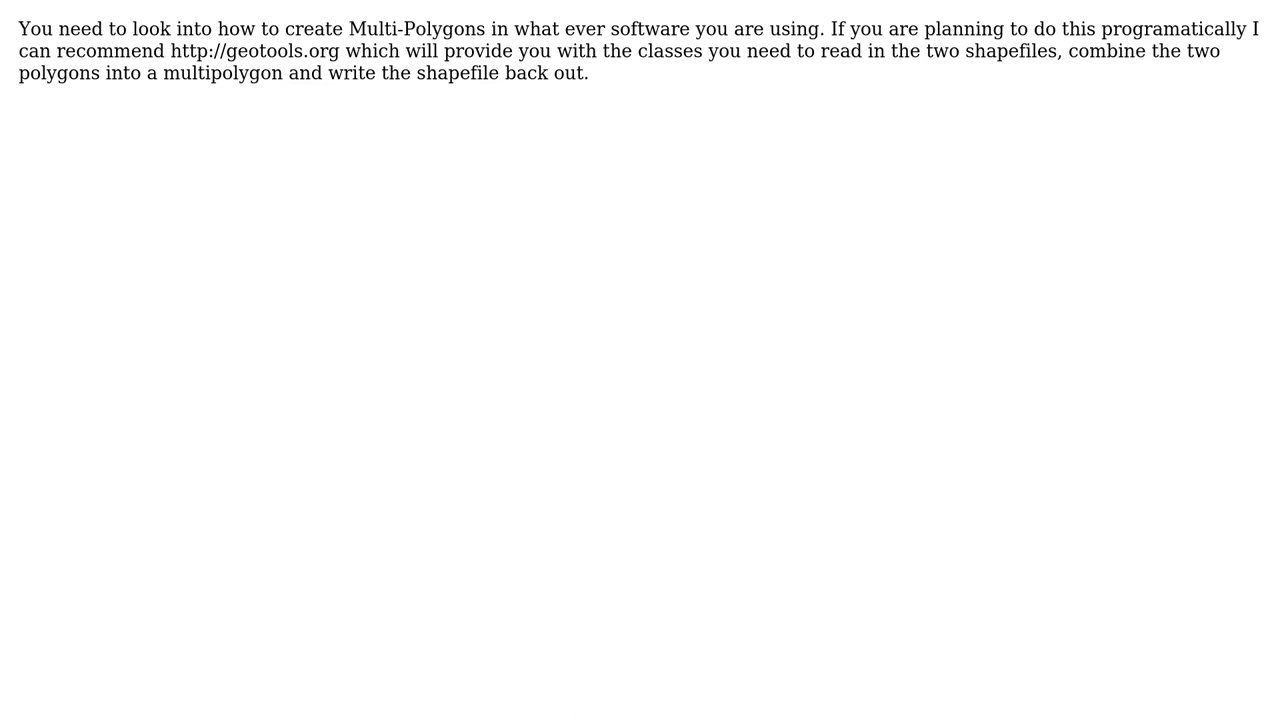 You need to look into how to create Multi-Polygons in what ever software you are using. If you are planning to do this programatically I
can recommend http://geotools.org which will provide you with the classes you need to read in the two shapefiles, combine the two
polygons into a multipolygon and write the shapefile back out.